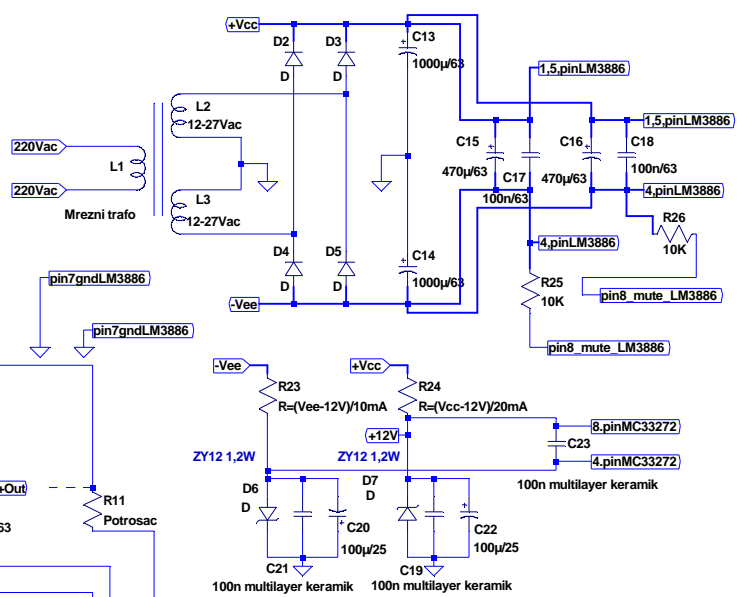 +Vcc
D2
D3
C13
D
D
1000µ/63
1,5,pinLM3886
L2
12-27Vac
1,5,pinLM3886
220Vac
L1
C15
C16
C18
470µ/63
C17
470µ/63
100n/63
220Vac
L3
12-27Vac
100n/63
4,pinLM3886
Mrezni trafo
R26
10K
4,pinLM3886
D4
D5
C14
D
D
1000µ/63
pin7gndLM3886
R25
10K
pin8_mute_LM3886
-Vee
pin7gndLM3886
pin8_mute_LM3886
-Vee
+Vcc
R23
R=(Vee-12V)/10mA
R24
R=(Vcc-12V)/20mA
8.pinMC33272
+12V
C23
ZY12 1,2W
ZY12 1,2W
4.pinMC33272
100n multilayer keramik
+Out
D6
D
D7
D
R11
Potrosac
63
C20
100µ/25
C22
100µ/25
C21
C19
100n multilayer keramik
100n multilayer keramik